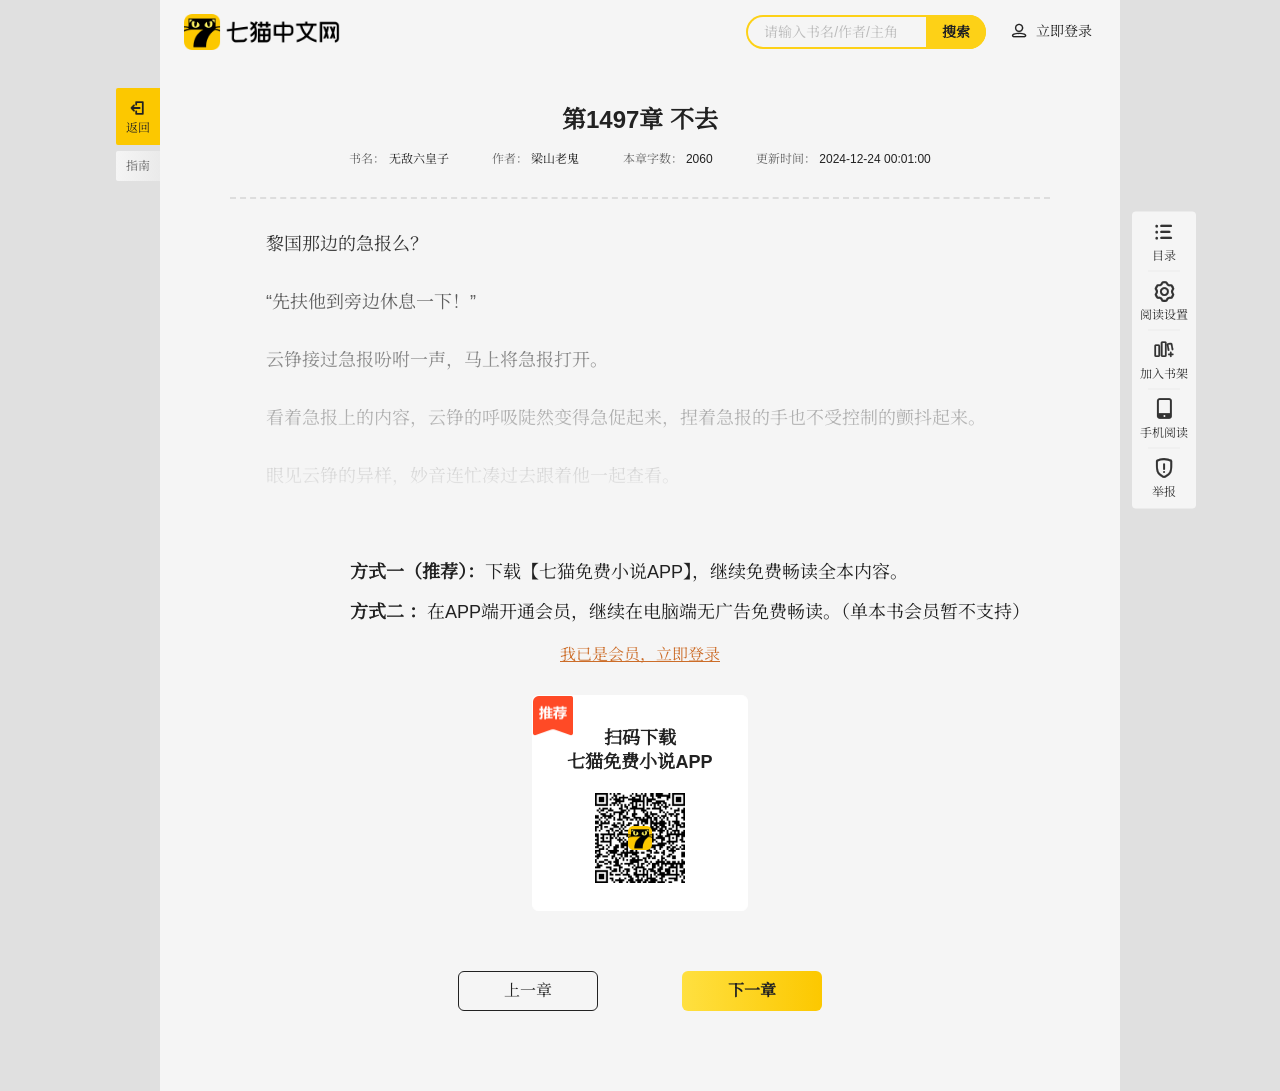 七猫中文网
请输入书名/作者/主角
搜索
立即登录
返回
指南
第1497章 不去
书名： 无敌六皇子 作者： 梁山老鬼 本章字数： 2060 更新时间： 2024-12-24 00:01:00
黎国那边的急报么？
“先扶他到旁边休息一下！”
云铮接过急报吩咐一声，马上将急报打开。
看着急报上的内容，云铮的呼吸陡然变得急促起来，捏着急报的手也不受控制的颤抖起来。
眼见云铮的异样，妙音连忙凑过去跟着他一起查看。
目录
阅读设置
加入书架
手机阅读
举报
方式一（推荐）： 下载【七猫免费小说APP】，继续免费畅读全本内容。
方式二 ： 在APP端开通会员，继续在电脑端无广告免费畅读。（单本书会员暂不支持）
我已是会员，立即登录
推荐
扫码下载
七猫免费小说APP
上一章
下一章